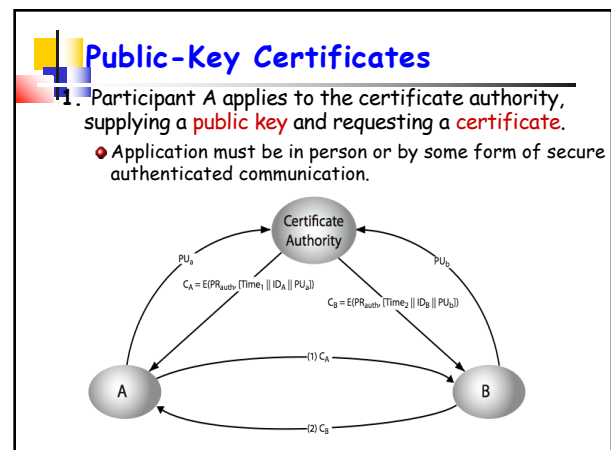 Public-Key Certificates
1. Participant A applies to the certificate authority,
supplying a public key and requesting a certificate.
Application must be in person or by some form of secure
authenticated communication.
Certificate
Authority
PUa
PUb
CA = E(PRauth, [Time1 || IDA || PUa])
CB = E(PRauth, [Time2 || IDB || PUb])
(1) CA
A
B
(2) CB